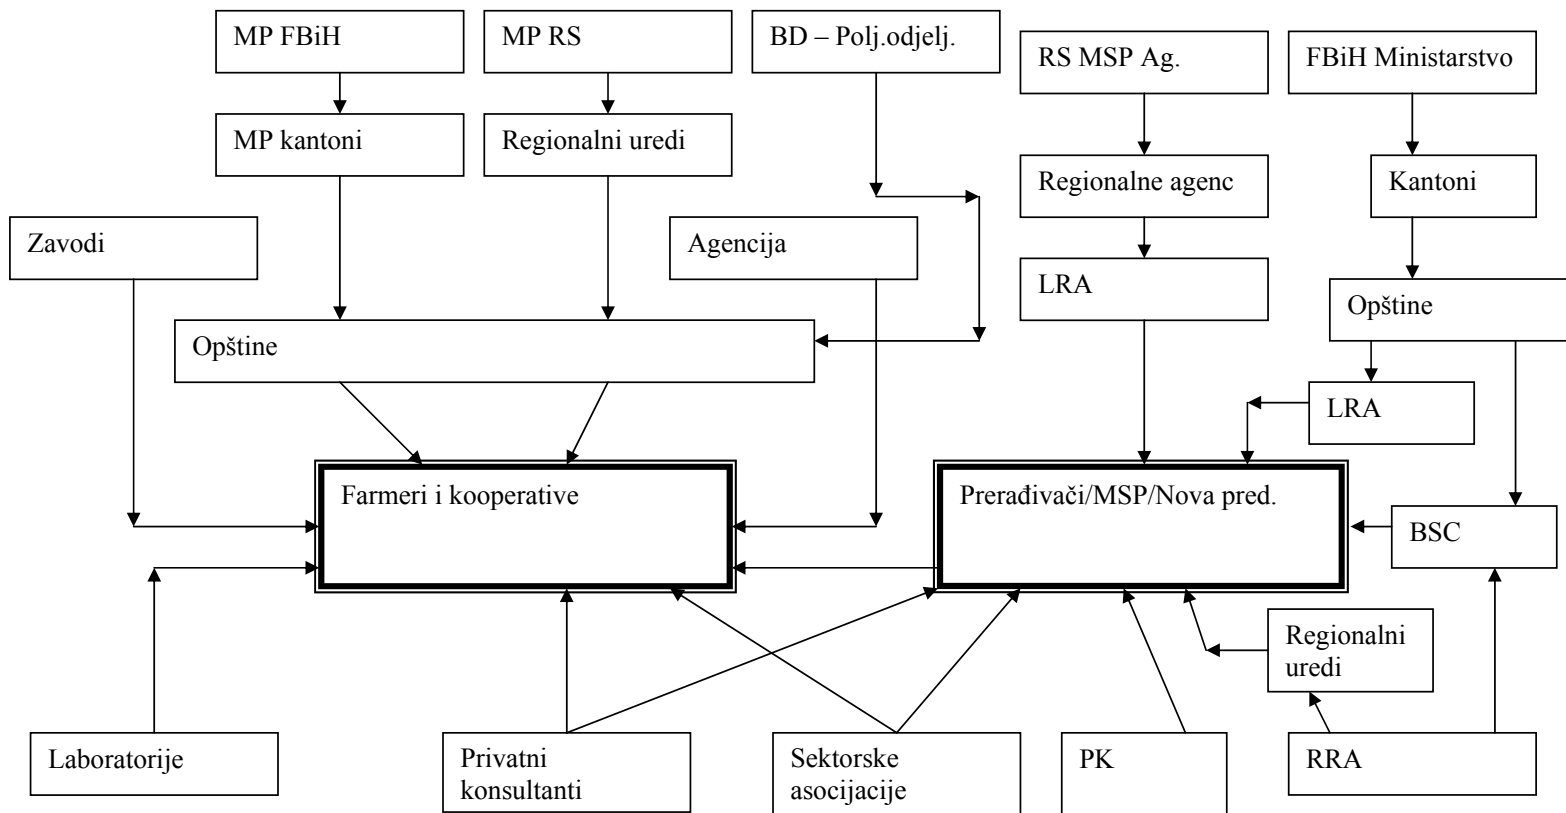 MP FBiH
MP RS
BD – Polj.odjelj.
RS MSP Ag.
FBiH Ministarstvo
MP kantoni
Regionalni uredi
Regionalne agenc
Kantoni
Zavodi
Agencija
LRA
Opštine
Opštine
LRA
Farmeri i kooperative
Prerađivači/MSP/Nova pred.
BSC
Regionalni
uredi
Laboratorije
Privatni
konsultanti
Sektorske
asocijacije
PK
RRA